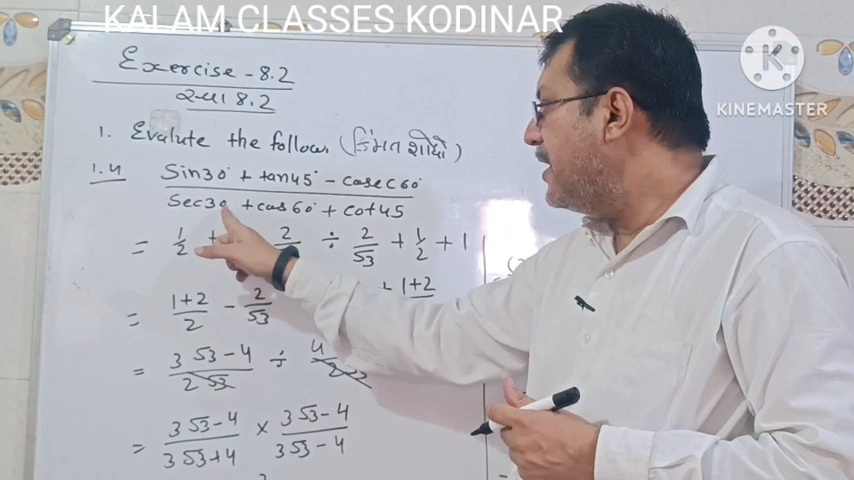 KALAM CLASSES KODINAR
KINEMASTER
Exercise - 8.2
સ્વા 8.2
1. Evalute the follow. (કિંમત શોધો)
1.4 Sin30° + tan45° - cosec60°
Sec30 + cos60° + cot45
= 1/2 + 2 ÷ 2/√3 + 1/2 + 1
= 1+2/2 - 2/√3 + 1+2
= 3√3-4/2√3 ÷ 4
= 3√3-4/3√3+4 × 3√3-4/3√3-4